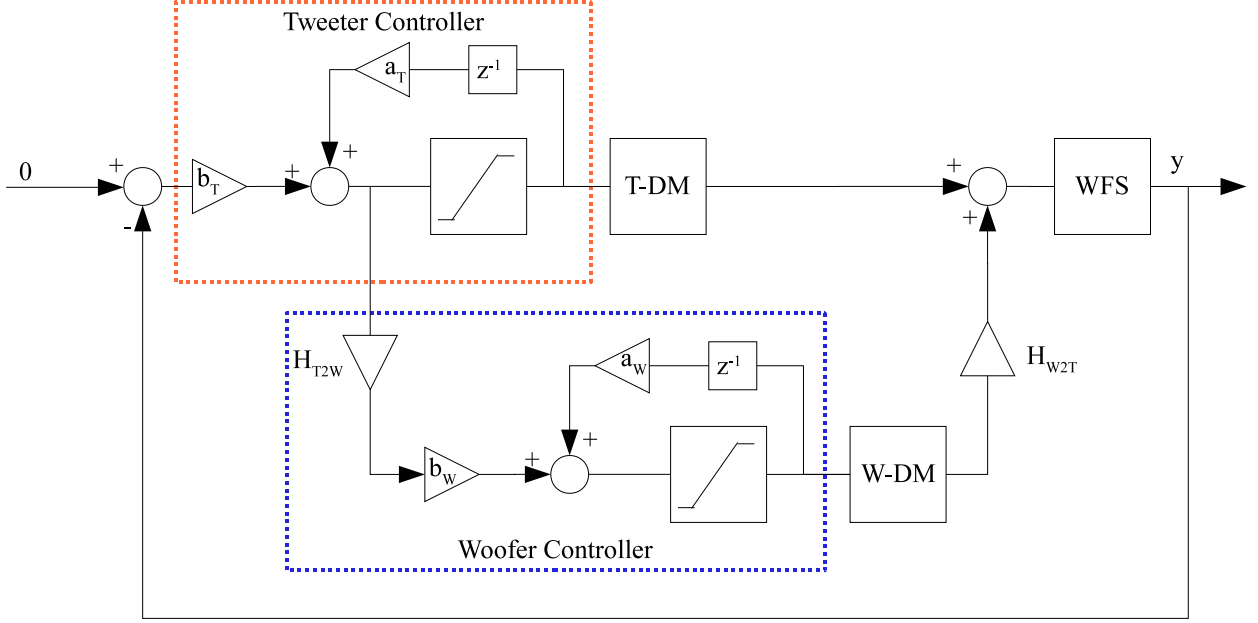 Tweeter Controller
a_T
z^-1
+
0
+
b_T
+
T-DM
+
WFS
y
-
+
H_T2W
a_W
z^-1
H_W2T
+
b_W
+
W-DM
Woofer Controller